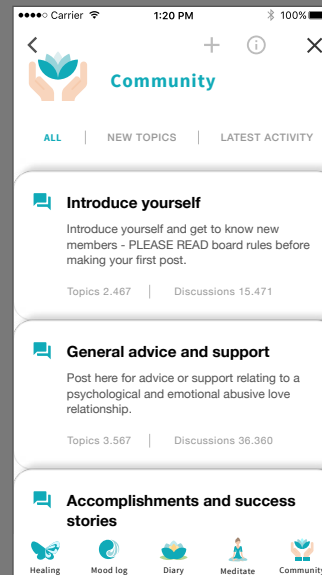 Carrier 1:20 PM 100%
Community
ALL NEW TOPICS LATEST ACTIVITY
Introduce yourself
Introduce yourself and get to know new
members - PLEASE READ board rules before
making your first post.
Topics 2.467 Discussions 15.471
General advice and support
Post here for advice or support relating to a
psychological and emotional abusive love
relationship.
Topics 3.567 Discussions 36.360
Accomplishments and success
stories
Healing Mood log Diary Meditate Community